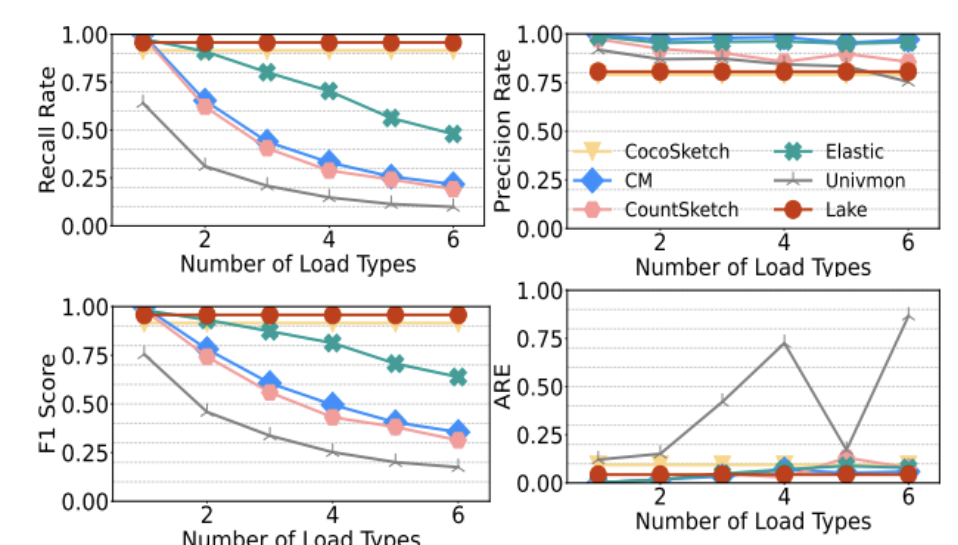 1.00
0.75
0.50
0.25
0.00
Recall Rate
2 4 6
Number of Load Types
1.00
0.75
0.50
0.25
0.00
Precision Rate
CocoSketch
CM
CountSketch
Elastic
Univmon
Lake
2 4 6
Number of Load Types
1.00
0.75
0.50
0.25
0.00
F1 Score
2 4 6
Number of Load Types
1.00
0.75
0.50
0.25
0.00
ARE
2 4 6
Number of Load Types